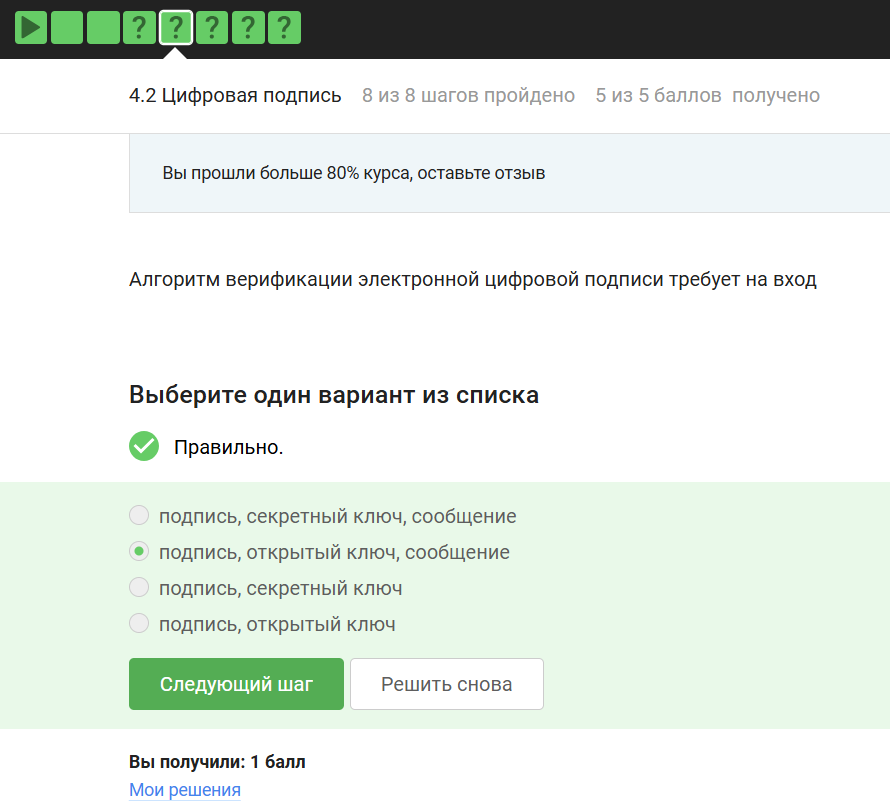 ? ? ? ? ?
4.2 Цифровая подпись 8 из 8 шагов пройдено 5 из 5 баллов получено
Вы прошли больше 80% курса, оставьте отзыв
Алгоритм верификации электронной цифровой подписи требует на вход
Выберите один вариант из списка
Правильно.
подпись, секретный ключ, сообщение
подпись, открытый ключ, сообщение
подпись, секретный ключ
подпись, открытый ключ
Следующий шаг Решить снова
Вы получили: 1 балл
Мои решения